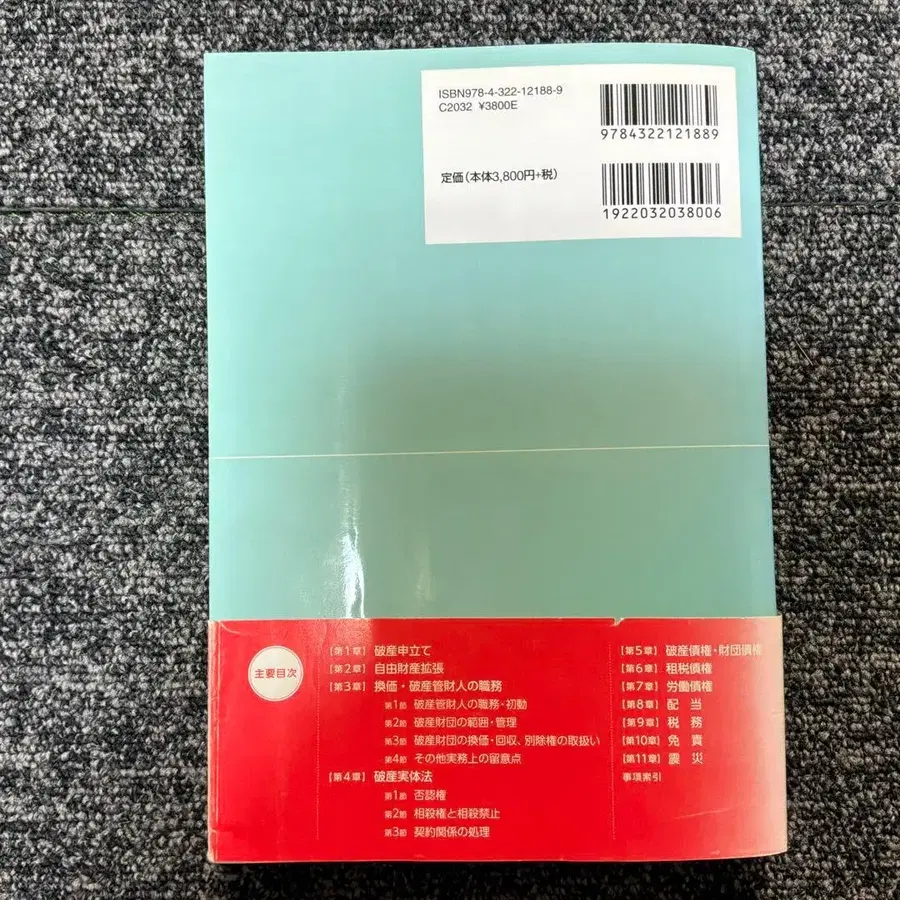 ISBN978-4-322-12188-9
C2032 ¥3800E
9784322121889
定価(本体3,800円+税)
1922032038006
主要目次
[第1章] 破産申立て
[第2章] 自由財産拡張
[第3章] 換価・破産管財人の職務
第1節 破産管財人の職務・初動
第2節 破産財団の範囲・管理
第3節 破産財団の換価・回収、別除権の取扱い
第4節 その他実務上の留意点
[第4章] 破産実体法
第1節 否認権
第2節 相殺権と相殺禁止
第3節 契約関係の処理
[第5章] 破産債権・財団債権
[第6章] 租税債権
[第7章] 労働債権
[第8章] 配 当
[第9章] 税 務
[第10章] 免 責
[第11章] 震 災
事項索引